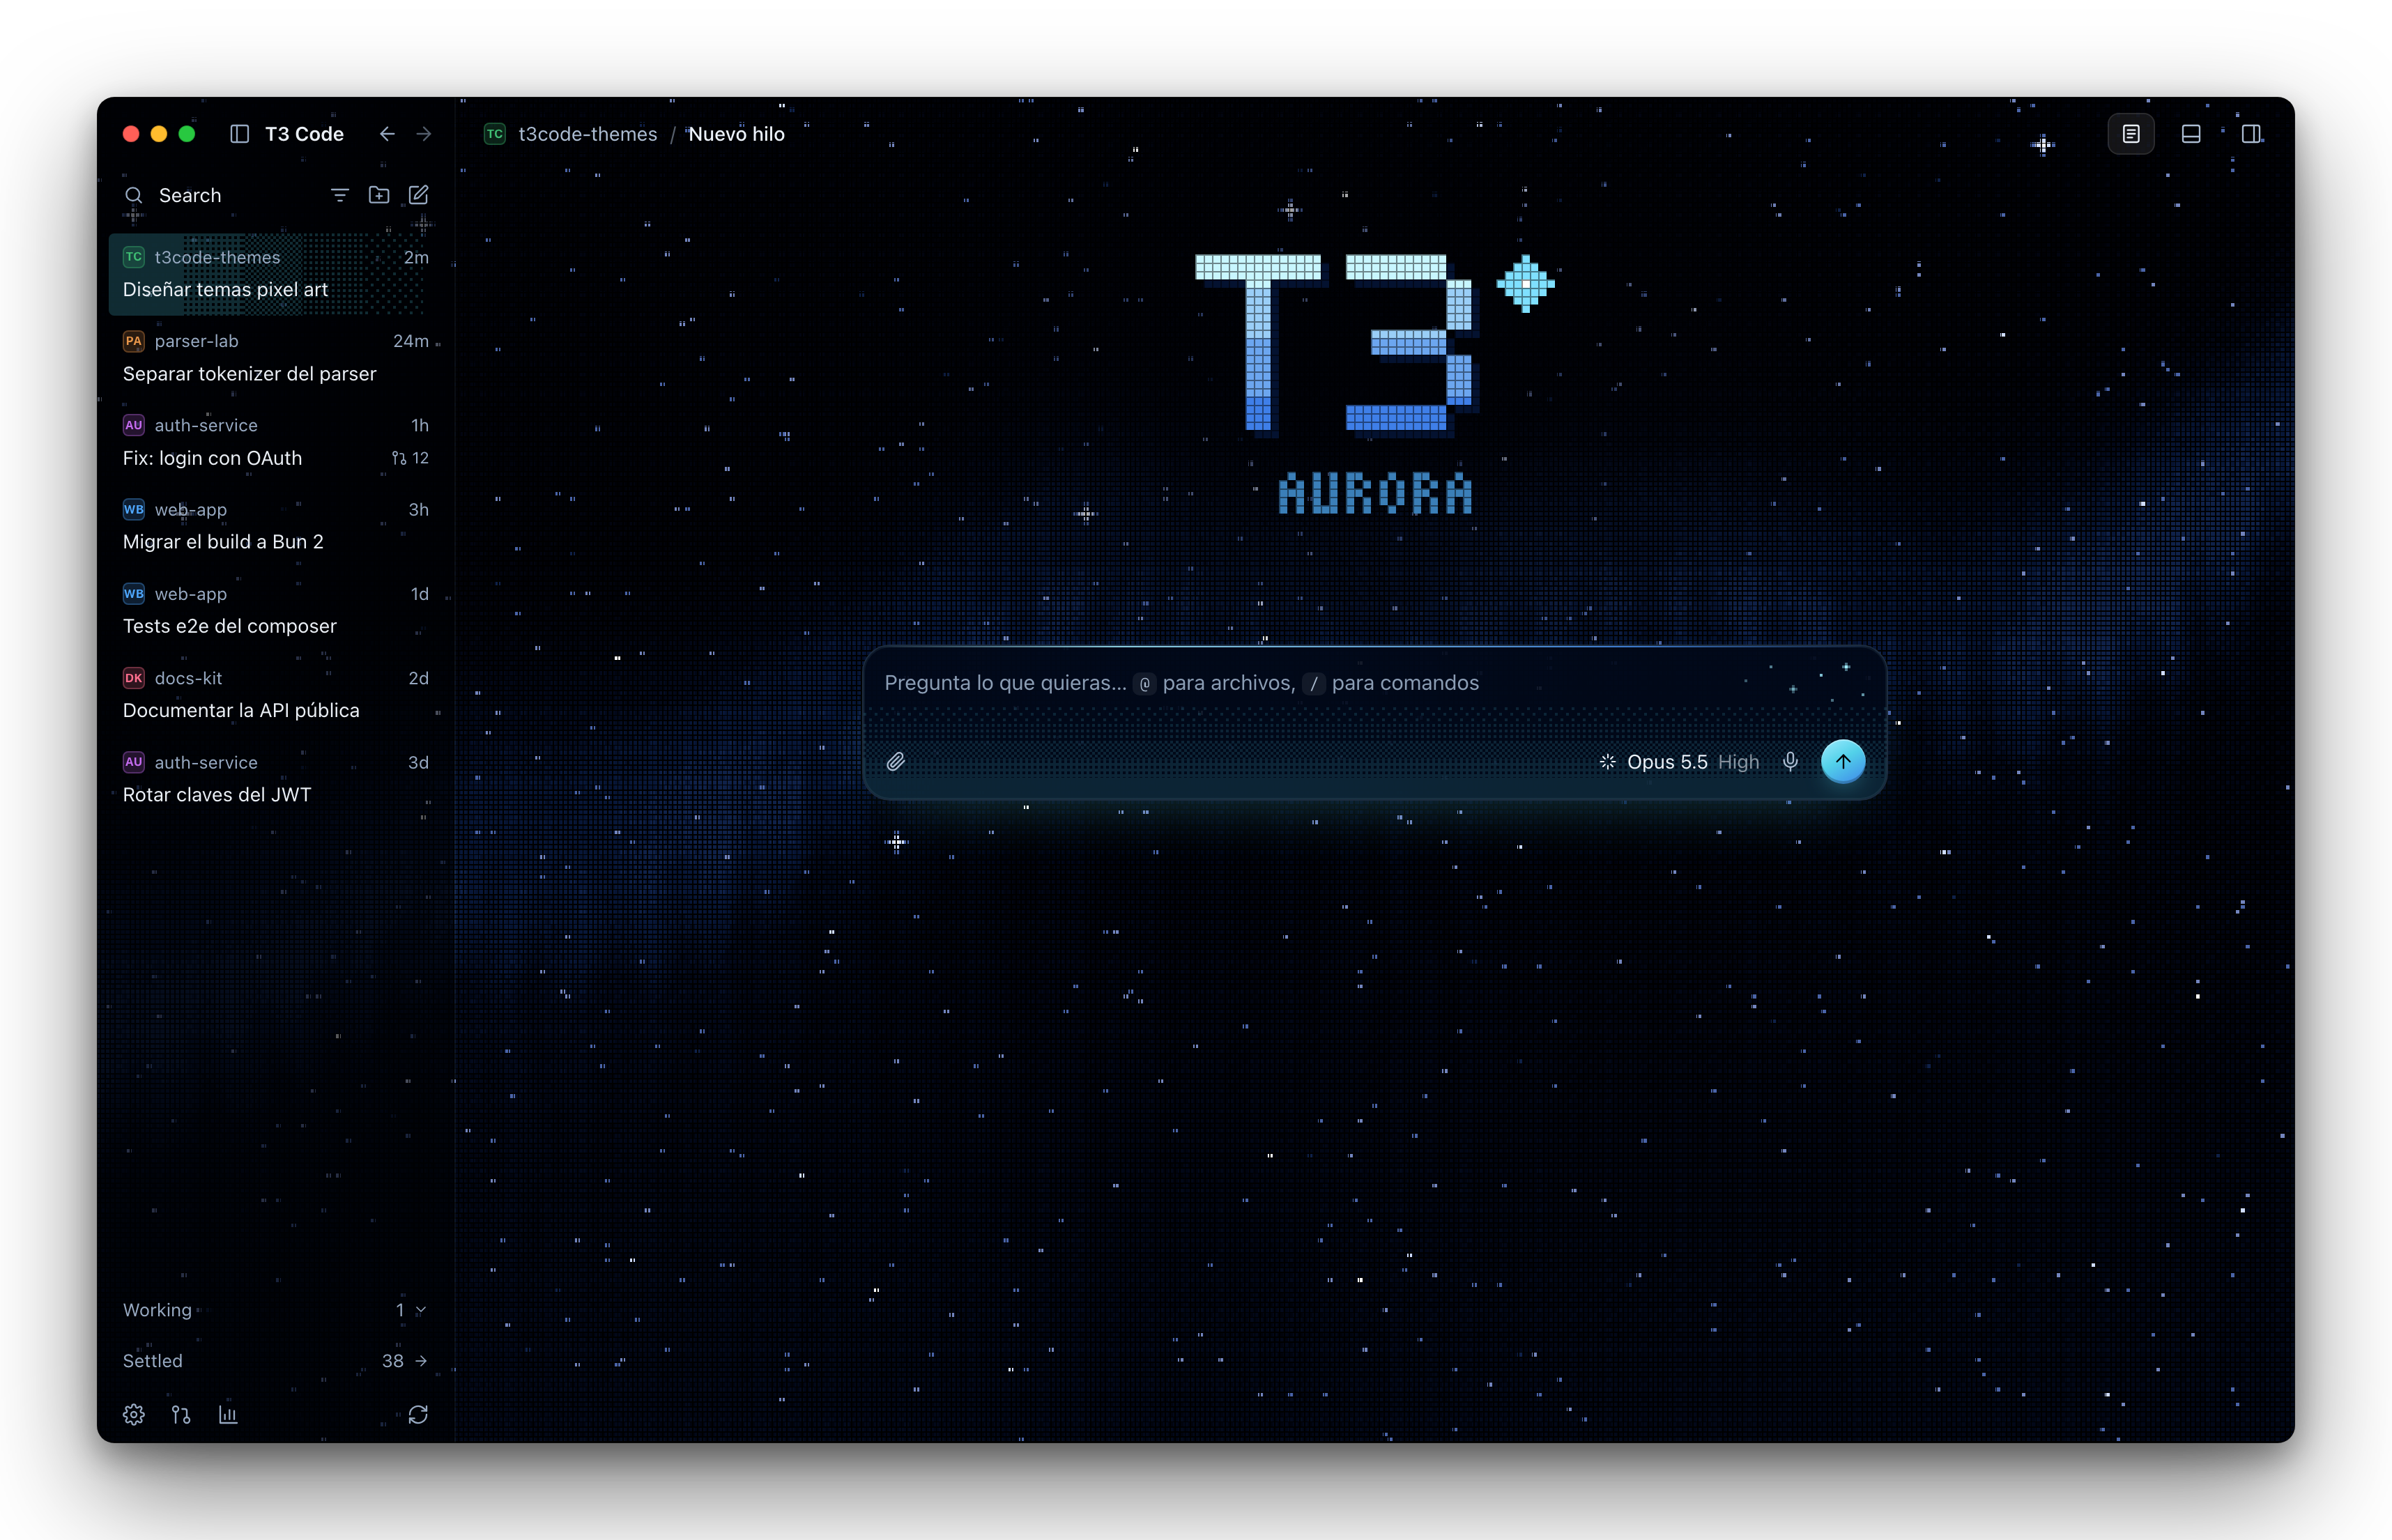 T3 Code
TC t3code-themes / Nuevo hilo
Search
TC t3code-themes 2m
Diseñar temas pixel art
PA parser-lab 24m
Separar tokenizer del parser
AU auth-service 1h
Fix: login con OAuth 12
WB web-app 3h
Migrar el build a Bun 2
WB web-app 1d
Tests e2e del composer
DK docs-kit 2d
Documentar la API pública
AU auth-service 3d
Rotar claves del JWT
Working 1
Settled 38
T3
AURORA
Pregunta lo que quieras... @ para archivos, / para comandos
Opus 5.5 High